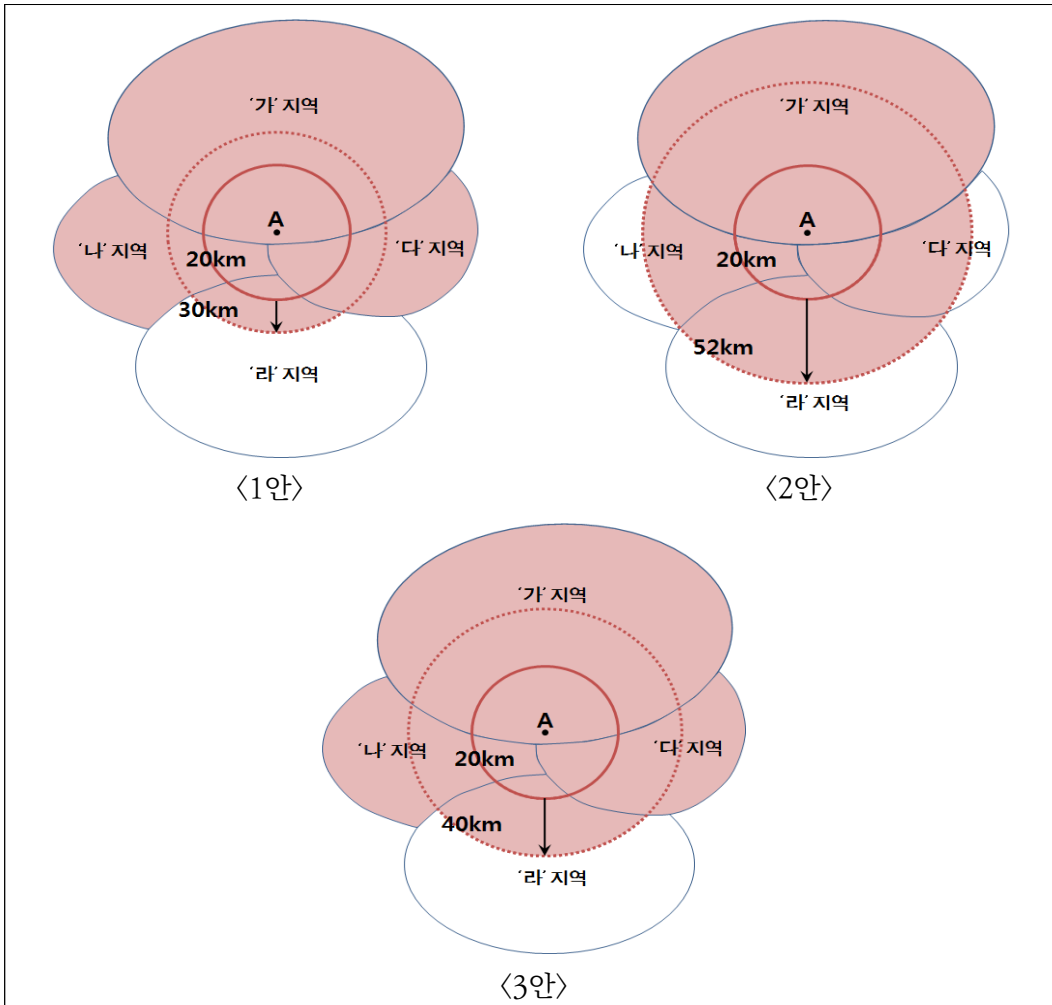 '가' 지역
A
'나' 지역
'다' 지역
20km
30km
'라' 지역
〈1안〉
'가' 지역
A
'나' 지역
'다' 지역
20km
52km
'라' 지역
〈2안〉
'가' 지역
A
'나' 지역
'다' 지역
20km
40km
'라' 지역
〈3안〉